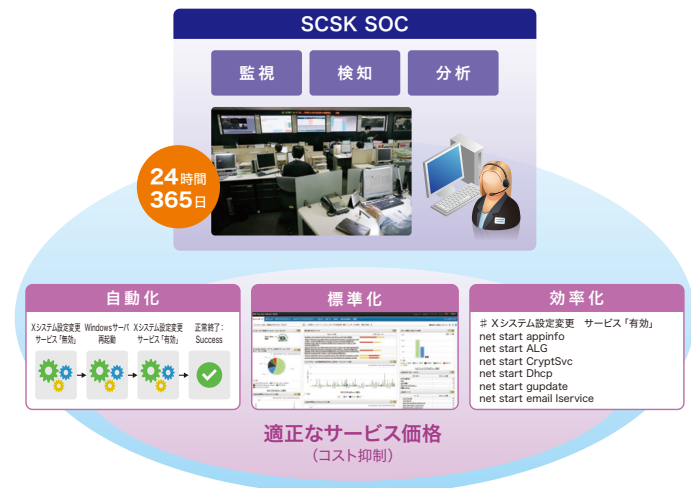 SCSK SOC
監視
検知
分析
24時間
365日
自動化
Xシステム設定変更
サービス「無効」
Windowsサーバ
再起動
Xシステム設定変更
サービス「有効」
正常終了：
Success
標準化
効率化
# Xシステム設定変更　サービス「有効」
net start appinfo
net start ALG
net start CryptSvc
net start Dhcp
net start gupdate
net start email lservice
適正なサービス価格
（コスト抑制）